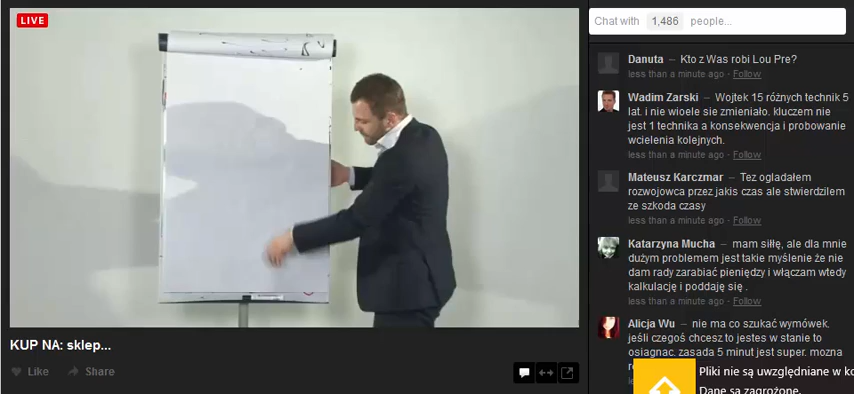 LIVE
Chat with 1,486 people...
Danuta – Kto z Was robi Lou Pre?
less than a minute ago · Follow
Wadim Zarski – Wojtek 15 różnych technik 5
lat. i nie wioele sie zmieniało. kluczem nie
jest 1 technika a konsekwencja i probowanie
wcielenia kolejnych.
less than a minute ago · Follow
Mateusz Karczmar – Tez ogladałem
rozwojowca przez jakis czas ale stwierdzilem
ze szkoda czasy
less than a minute ago · Follow
Katarzyna Mucha – mam siłłę, ale dla mnie
dużym problemem jest takie myślenie że nie
dam rady zarabiać pieniędzy i włączam wtedy
kalkulację i poddaję się .
less than a minute ago · Follow
Alicja Wu – nie ma co szukać wymówek.
jeśli czegoś chcesz to jestes w stanie to
osiagnac. zasada 5 minut jest super. mozna
KUP NA: sklep...
Like Share
Pliki nie są uwzględniane w
Dane są zagrożone.